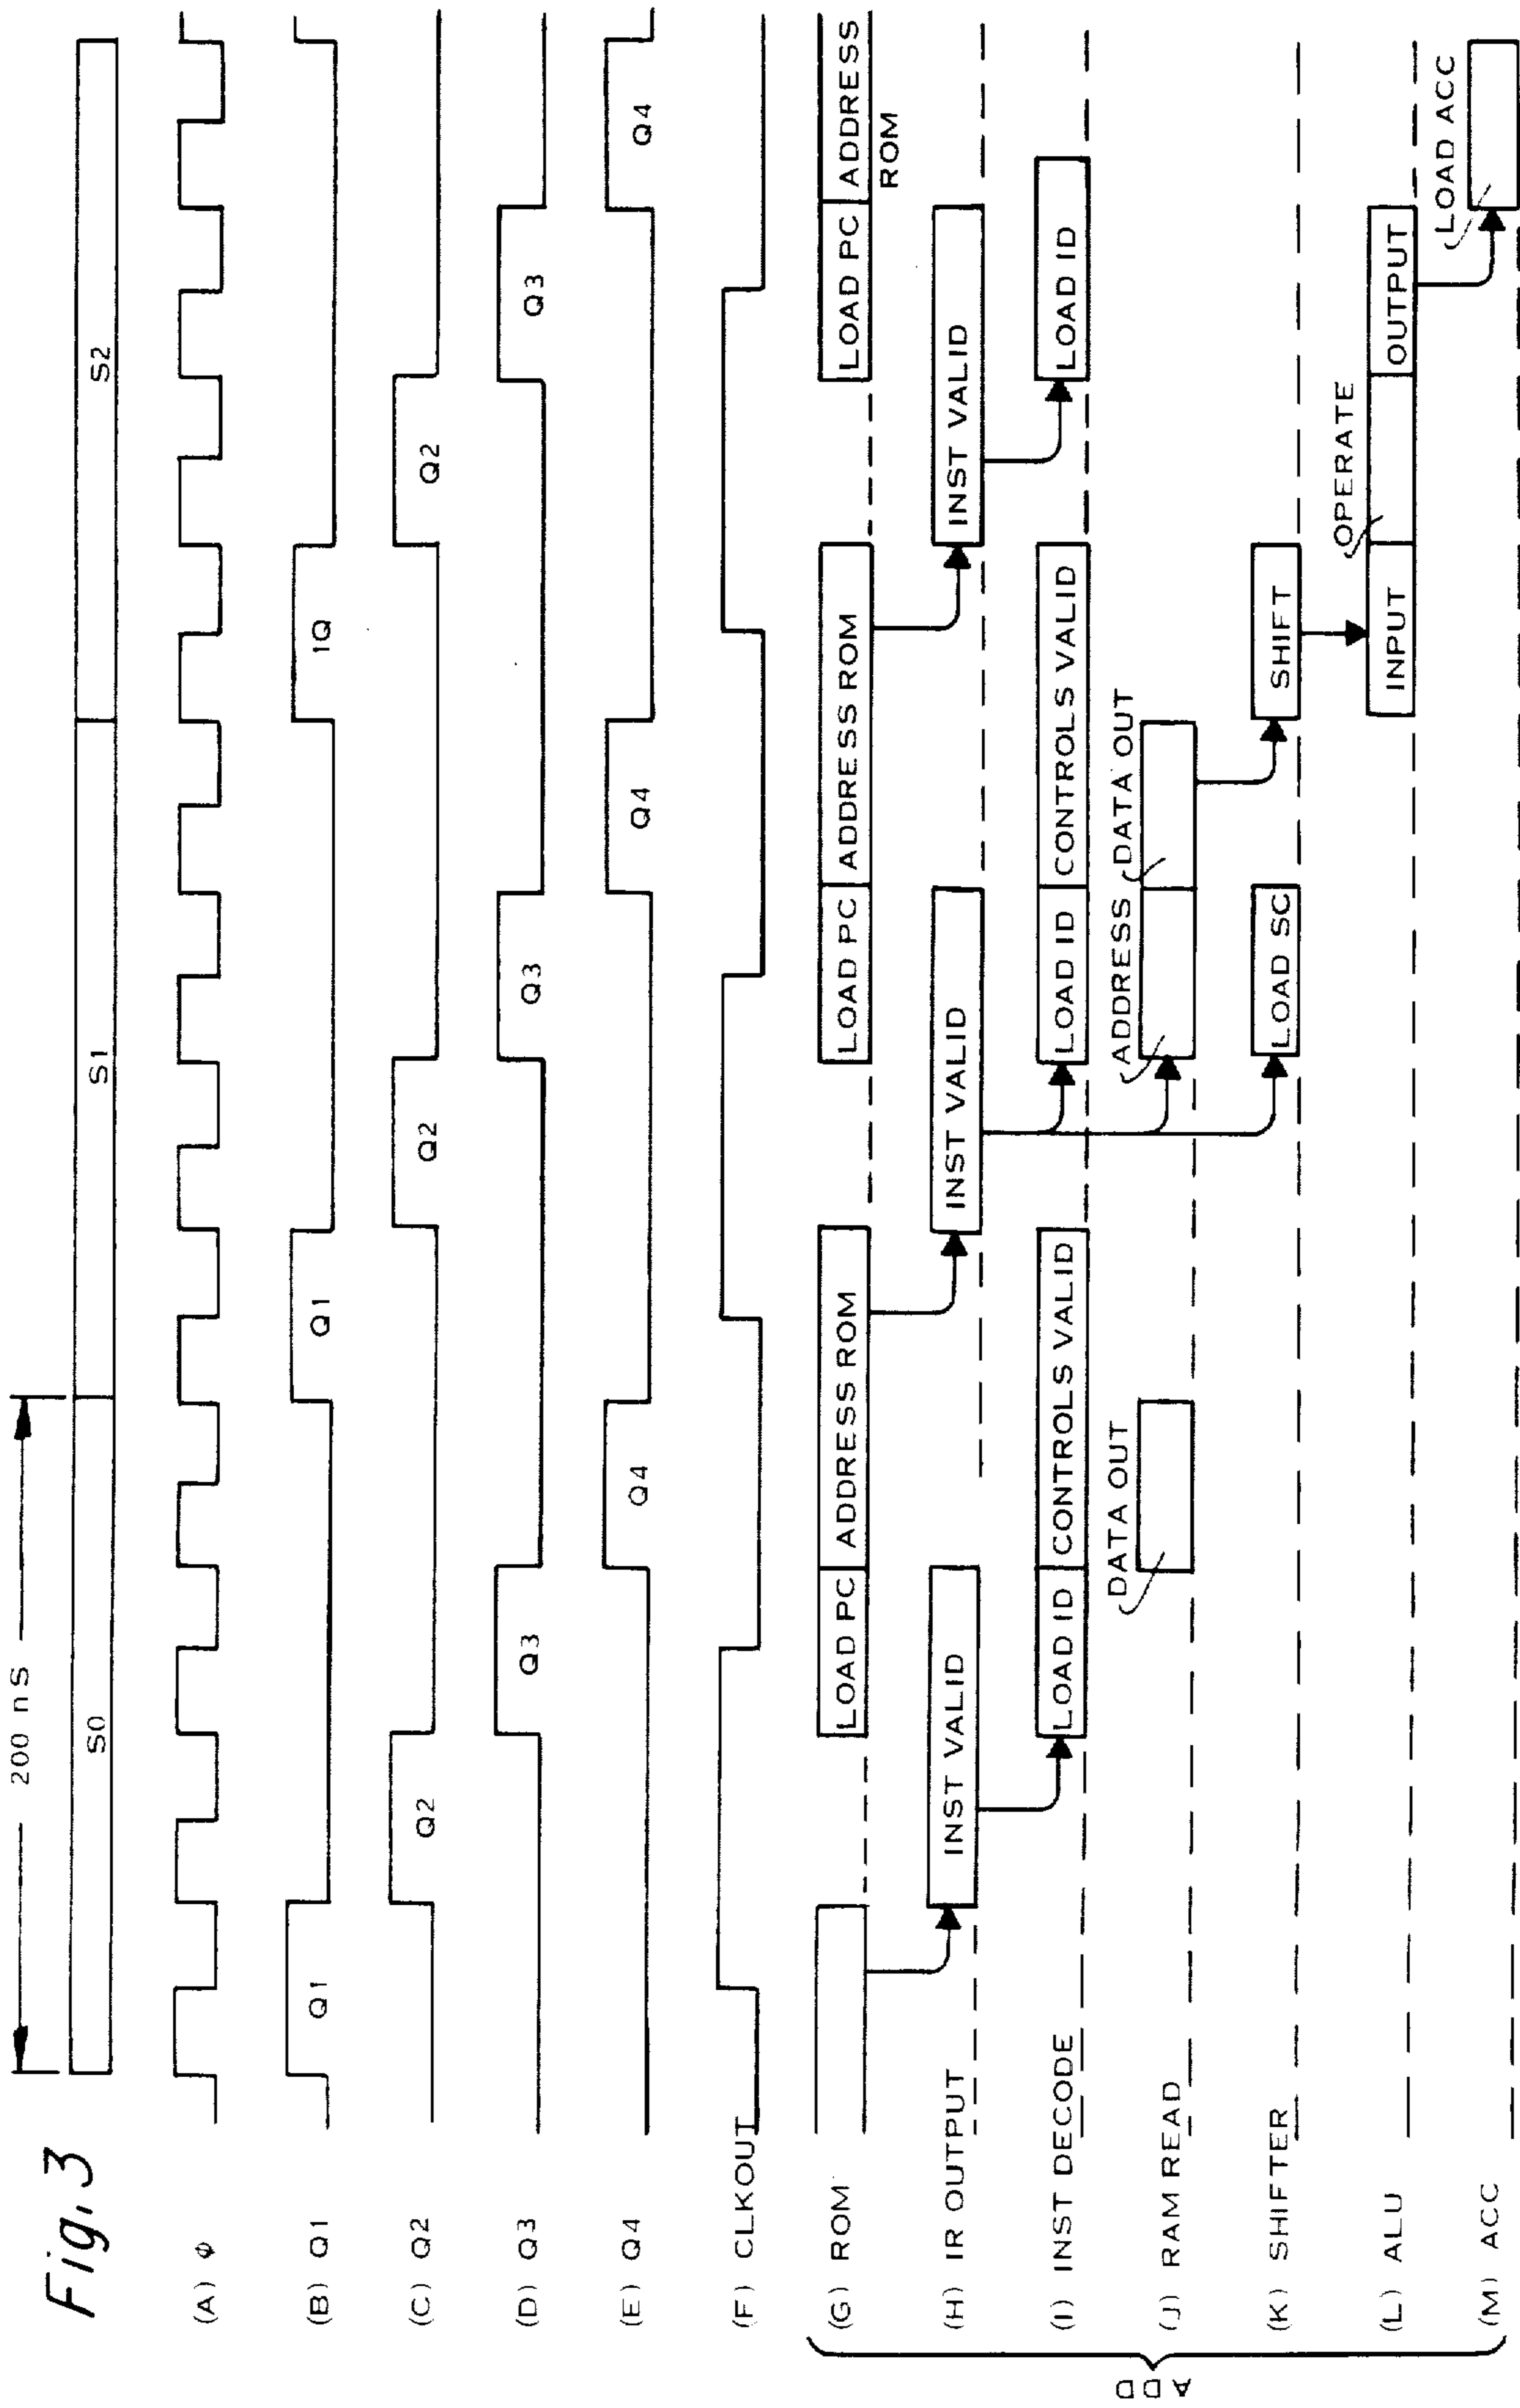 Fig. 3
200 nS
S0 S1 S2
(A) Φ
(B) Q1 Q1 Q1 1Q
(C) Q2 Q2 Q2 Q2
(D) Q3 Q3 Q3 Q3
(E) Q4 Q4 Q4 Q4
(F) CLKOUT
(G) ROM LOAD PC ADDRESS ROM LOAD PC ADDRESS ROM LOAD PC ADDRESS
ROM
(H) IR OUTPUT INST VALID INST VALID INST VALID
(I) INST DECODE LOAD ID CONTROLS VALID LOAD ID CONTROLS VALID LOAD ID
DATA OUT ADDRESS DATA OUT
(J) RAM READ
(K) SHIFTER LOAD SC SHIFT
OPERATE
(L) ALU INPUT OUTPUT
LOAD ACC
(M) ACC
ADD